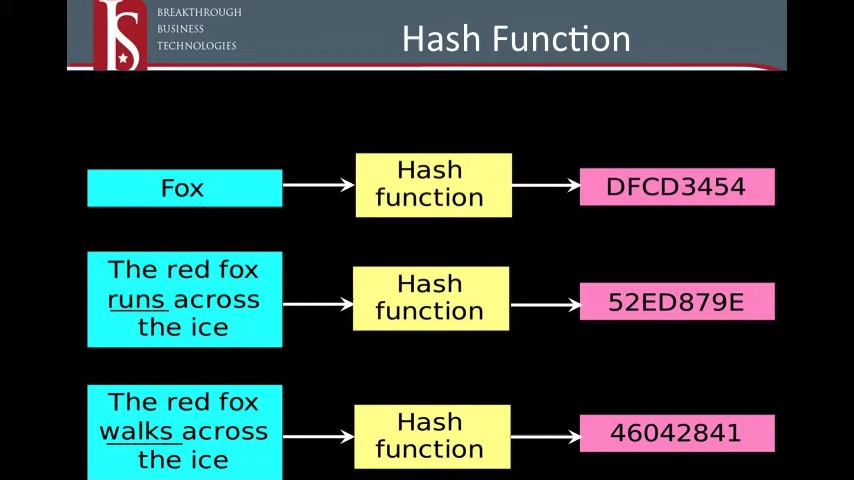 BREAKTHROUGH
BUSINESS
TECHNOLOGIES
IS
Hash Function
Fox
Hash
function
DFCD3454
The red fox
runs across
the ice
Hash
function
52ED879E
The red fox
walks across
the ice
Hash
function
46042841